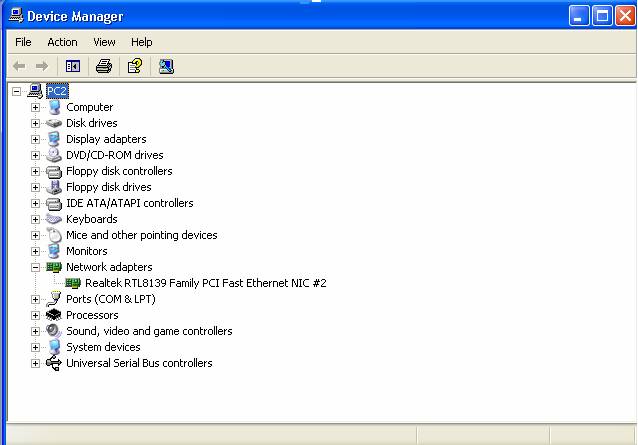 Device Manager
File Action View Help
PC2
Computer
Disk drives
Display adapters
DVD/CD-ROM drives
Floppy disk controllers
Floppy disk drives
IDE ATA/ATAPI controllers
Keyboards
Mice and other pointing devices
Monitors
Network adapters
Realtek RTL8139 Family PCI Fast Ethernet NIC #2
Ports (COM & LPT)
Processors
Sound, video and game controllers
System devices
Universal Serial Bus controllers